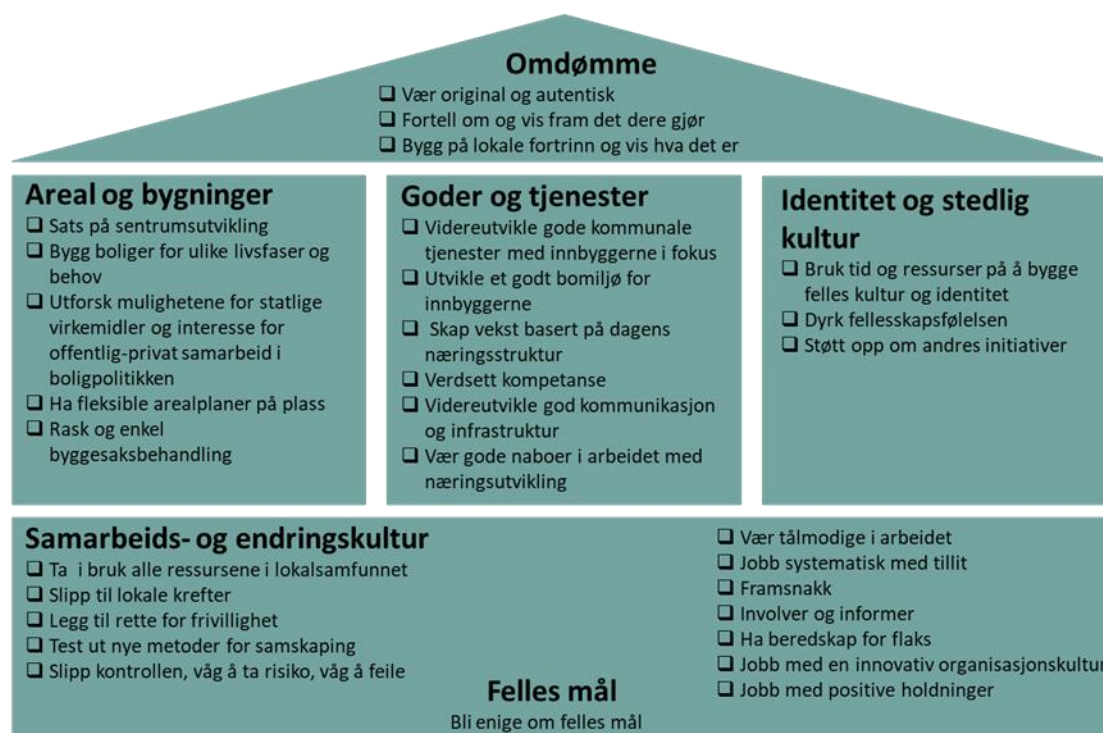 Omdømme
❑ Vær original og autentisk
❑ Fortell om og vis fram det dere gjør
❑ Bygg på lokale fortrinn og vis hva det er
Areal og bygninger
❑ Sats på sentrumsutvikling
❑ Bygg boliger for ulike livsfaser og
behov
❑ Utforsk mulighetene for statlige
virkemidler og interesse for
offentlig-privat samarbeid i
boligpolitikken
❑ Ha fleksible arealplaner på plass
❑ Rask og enkel
byggesaksbehandling
Goder og tjenester
❑ Videreutvikle gode kommunale
tjenester med innbyggerne i fokus
❑ Utvikle et godt bomiljø for
innbyggerne
❑ Skap vekst basert på dagens
næringsstruktur
❑ Verdsett kompetanse
❑ Videreutvikle god kommunikasjon
og infrastruktur
❑ Vær gode naboer i arbeidet med
næringsutvikling
Identitet og stedlig
kultur
❑ Bruk tid og ressurser på å bygge
felles kultur og identitet
❑ Dyrk fellesskapsfølelsen
❑ Støtt opp om andres initiativer
Samarbeids- og endringskultur
❑ Ta i bruk alle ressursene i lokalsamfunnet
❑ Slipp til lokale krefter
❑ Legg til rette for frivillighet
❑ Test ut nye metoder for samskaping
❑ Slipp kontrollen, våg å ta risiko, våg å feile
❑ Vær tålmodige i arbeidet
❑ Jobb systematisk med tillit
❑ Framsnakk
❑ Involver og informer
❑ Ha beredskap for flaks
❑ Jobb med en innovativ organisasjonskultur
❑ Jobb med positive holdninger
Felles mål
Bli enige om felles mål